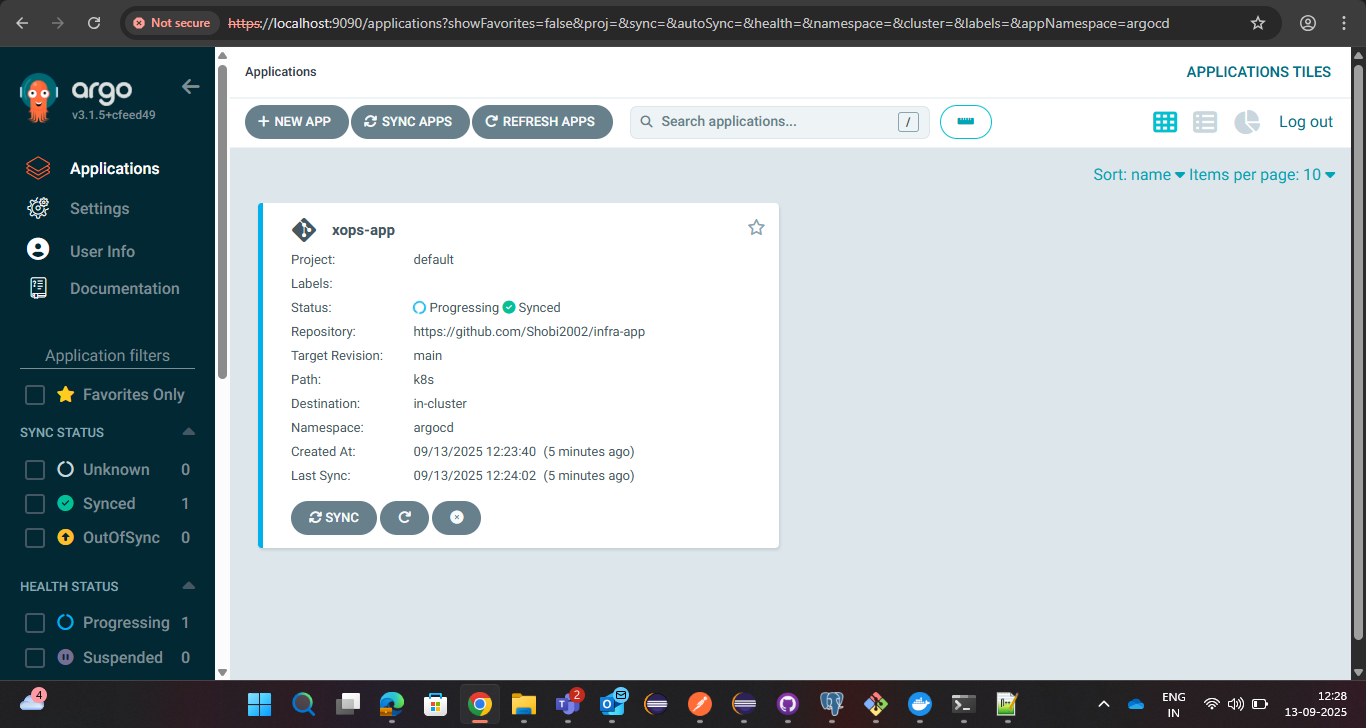 Not secure https://localhost:9090/applications?showFavorites=false&proj=&sync=&autoSync=&health=&namespace=&cluster=&labels=&appNamespace=argocd
argo
v3.1.5+cfeed49
Applications
Settings
User Info
Documentation
Application filters
Favorites Only
SYNC STATUS
Unknown 0
Synced 1
OutOfSync 0
HEALTH STATUS
Progressing 1
Suspended 0
Applications
APPLICATIONS TILES
+ NEW APP SYNC APPS REFRESH APPS Search applications... / Log out
Sort: name Items per page: 10
xops-app
Project: default
Labels:
Status: Progressing Synced
Repository: https://github.com/Shobi2002/infra-app
Target Revision: main
Path: k8s
Destination: in-cluster
Namespace: argocd
Created At: 09/13/2025 12:23:40 (5 minutes ago)
Last Sync: 09/13/2025 12:24:02 (5 minutes ago)
SYNC
4
2
ENG
IN
12:28
13-09-2025